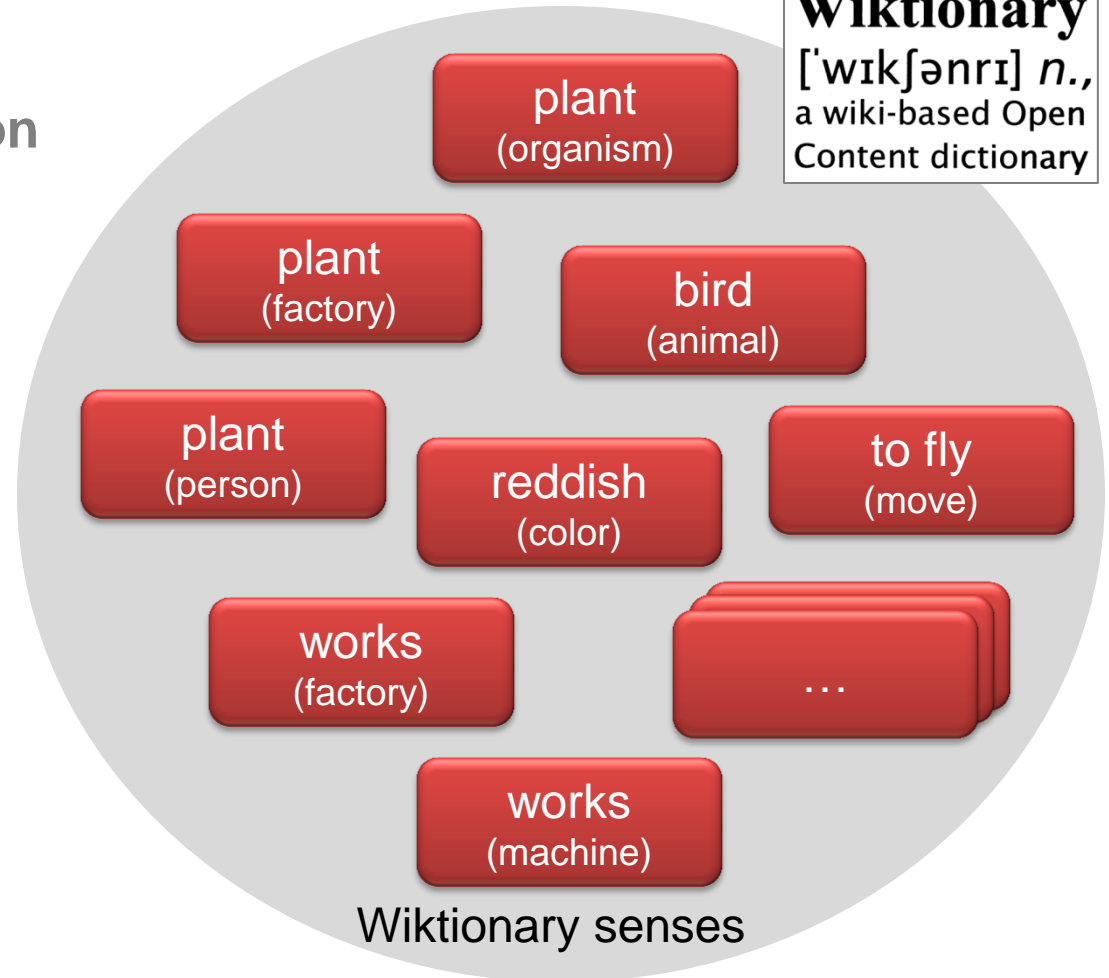 Wiktionary
['wɪkʃənrɪ] n.,
a wiki-based Open
Content dictionary
on
plant
(organism)
plant
(factory)
bird
(animal)
plant
(person)
reddish
(color)
to fly
(move)
works
(factory)
...
works
(machine)
Wiktionary senses